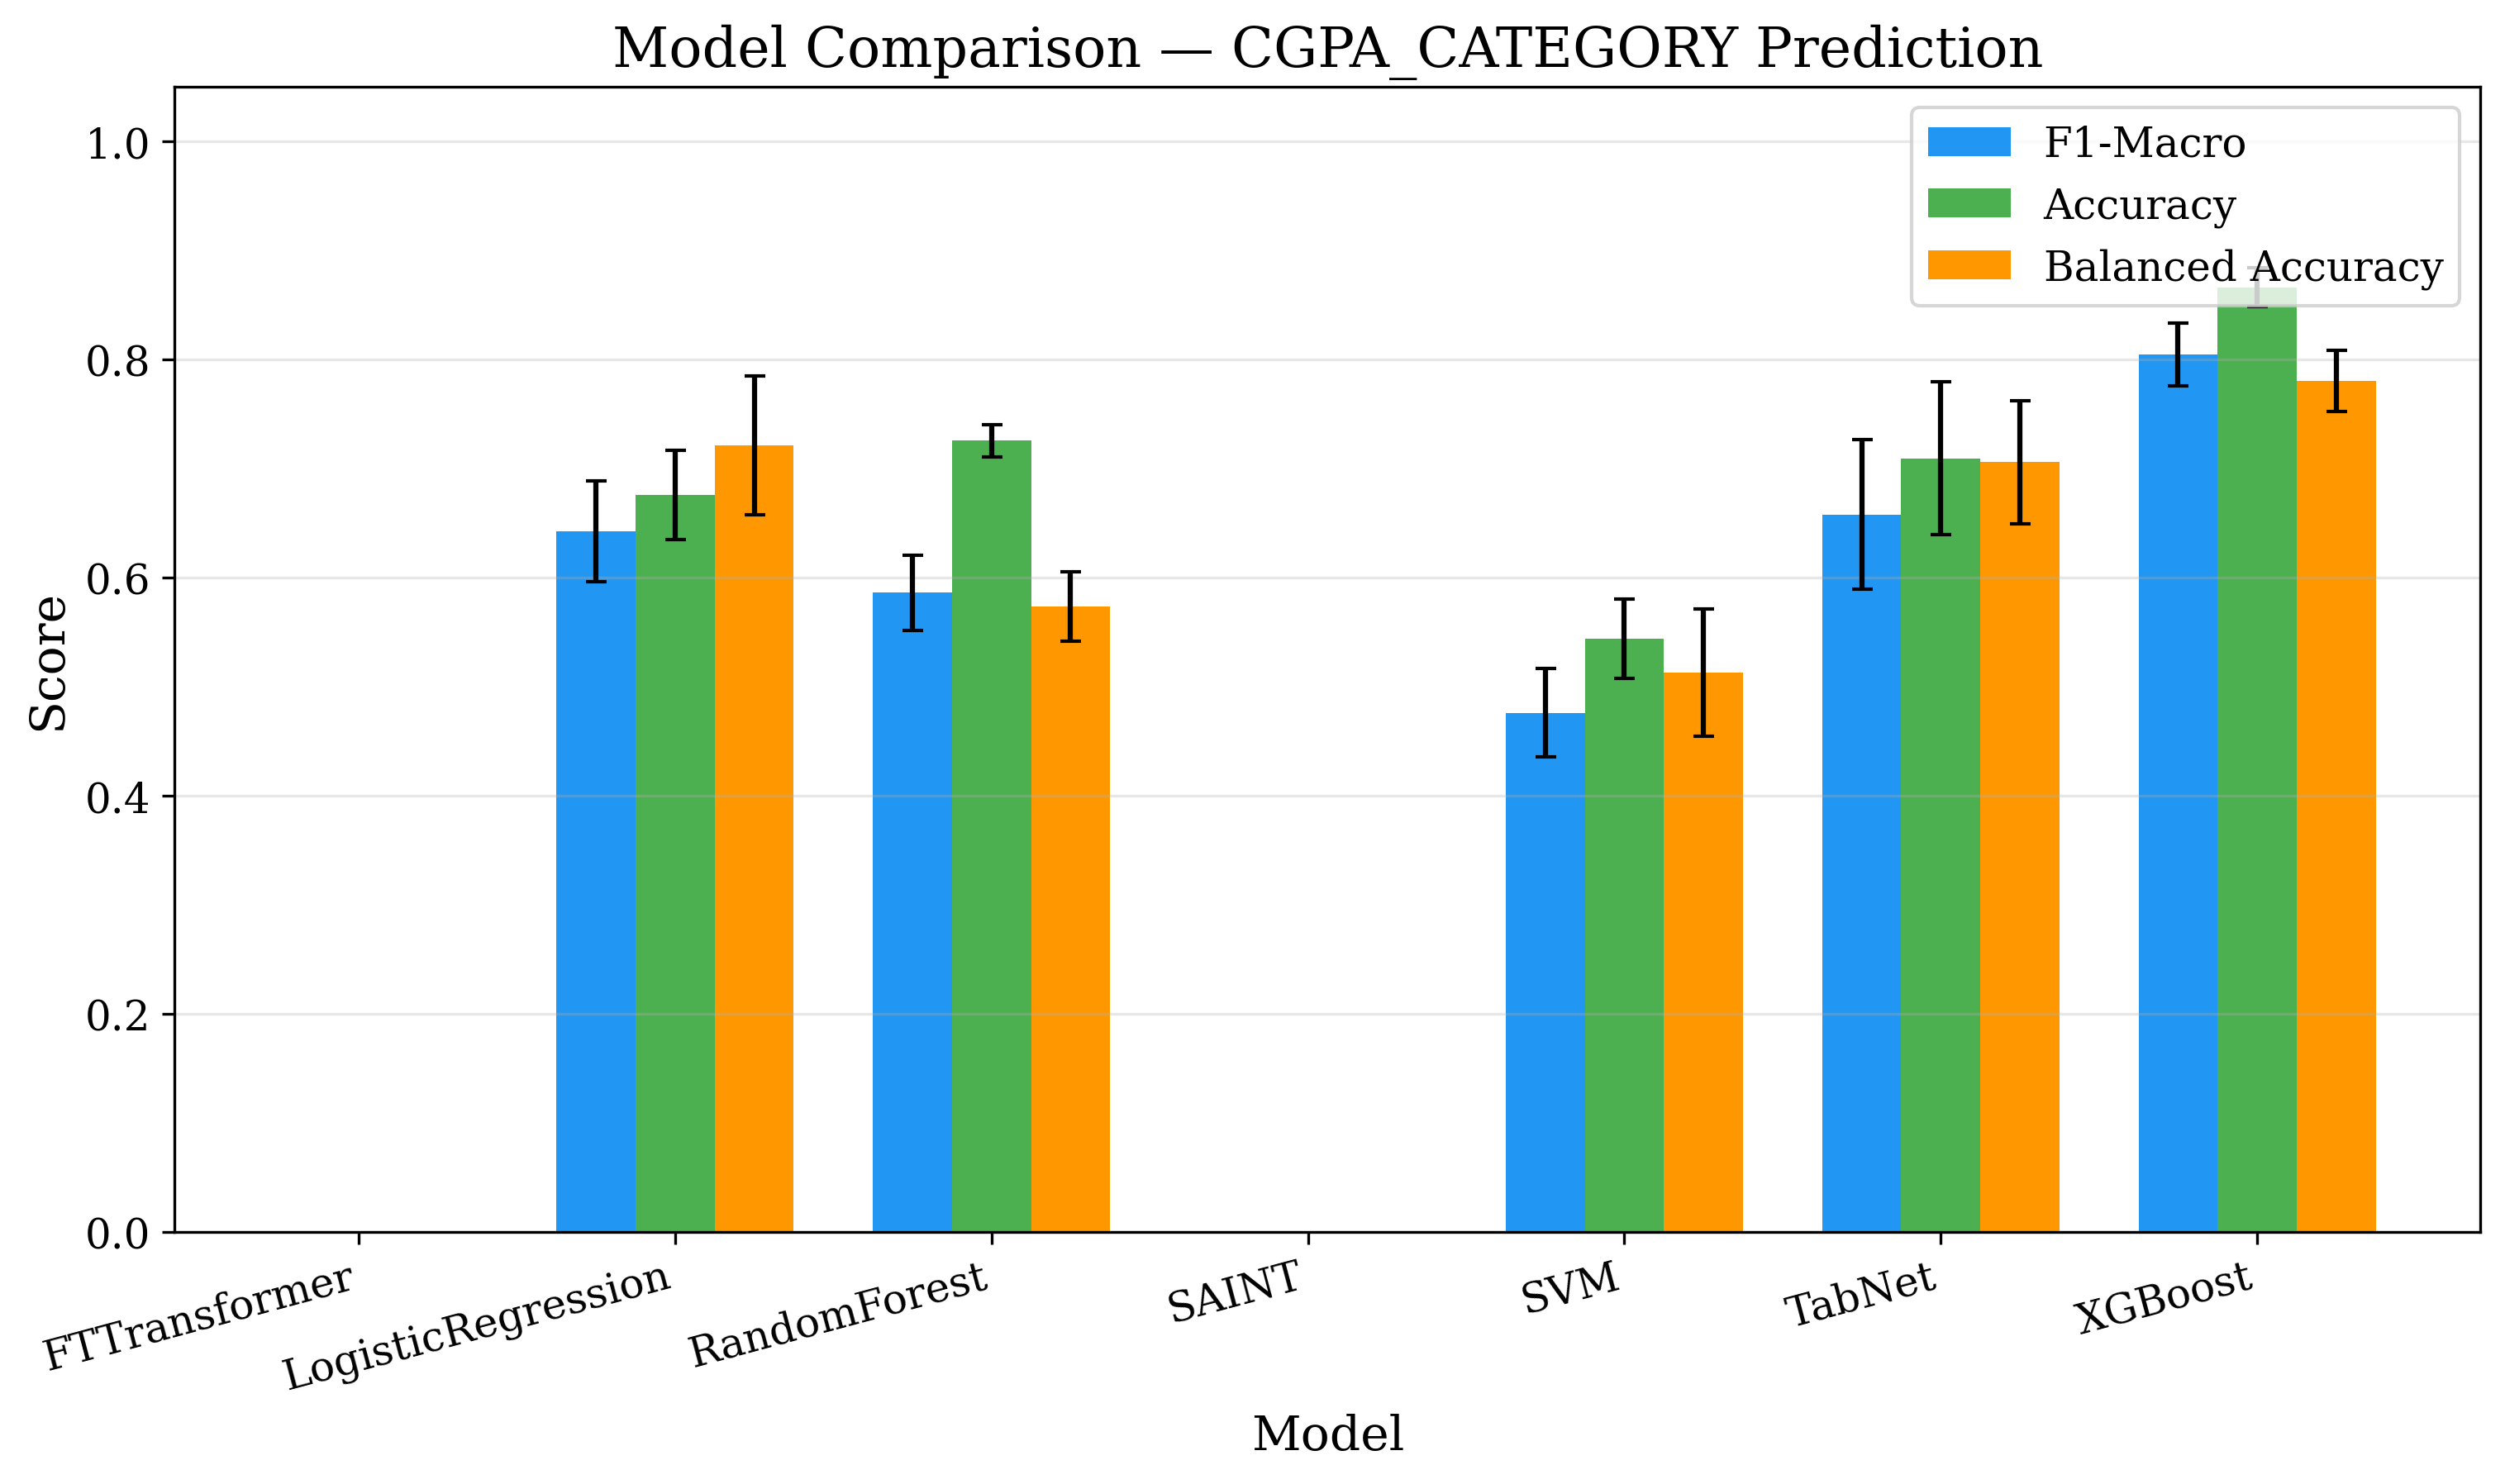 Model Comparison — CGPA_CATEGORY Prediction
F1-Macro
Accuracy
Balanced Accuracy
Score
1.0
0.8
0.6
0.4
0.2
0.0
FTTransformer
LogisticRegression
RandomForest
SAINT
SVM
TabNet
XGBoost
Model